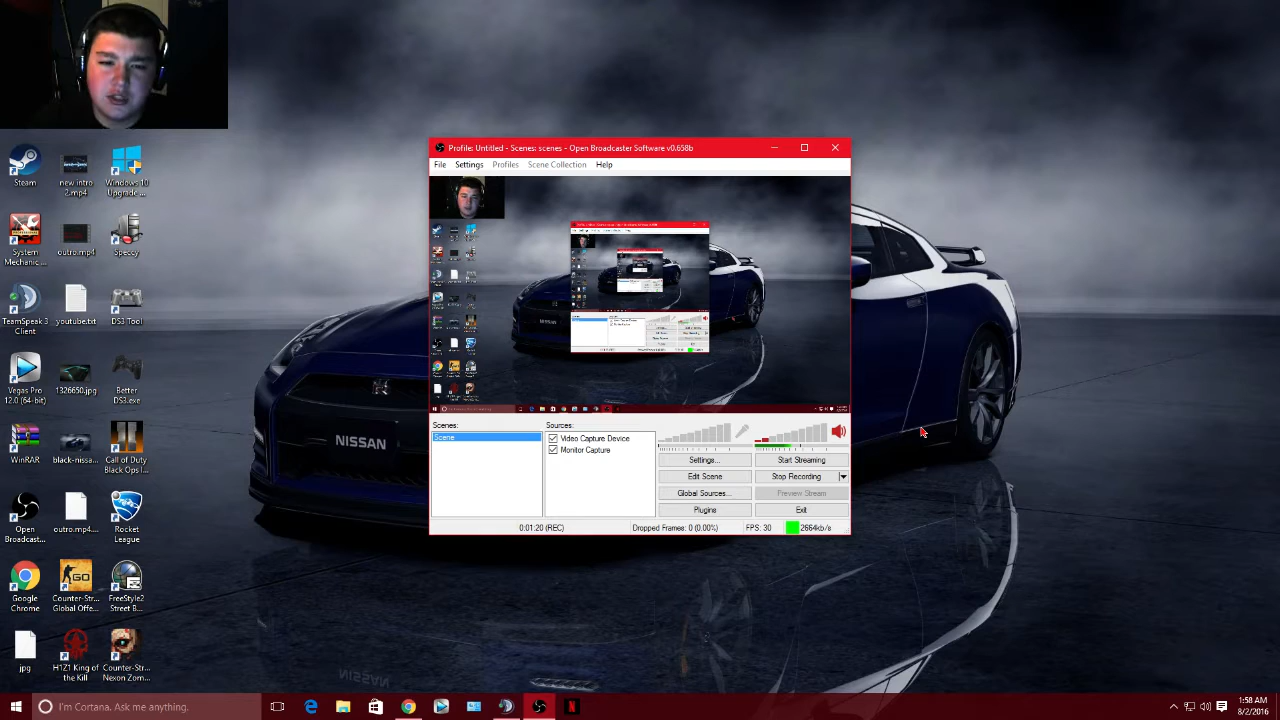 Profile: Untitled - Scenes: scenes - Open Broadcaster Software v0.658b
File Settings Profiles Scene Collection Help
Steam
new intro
2.mp4
Windows 10
Upgrade ...
System
Mechanic ...
outro.mp4
Speccy
TeamSpeak 3
Client
DS3 Tool
Vegas Pro
12.0 (64-bit)
1326650.jpg
Better
DS3.exe
WinRAR
Call of Duty
Black Ops I...
Open
Broadcast...
outro.mp4....
Rocket
League
Google
Chrome
Counter-Str...
Global Offe...
FreeStyle2
Street B...
jpg
H1Z1 King of
the Kill
Counter-Str...
Nexon Zom...
NISSAN
NISSAN
Scenes:
Scene
Sources:
Video Capture Device
Monitor Capture
Settings...
Start Streaming
Edit Scene
Stop Recording
Global Sources...
Preview Stream
Plugins
Exit
0:01:20 (REC)
Dropped Frames: 0 (0.00%)
FPS: 30
2664kb/s
I'm Cortana. Ask me anything.
1:58 AM
8/2/2016